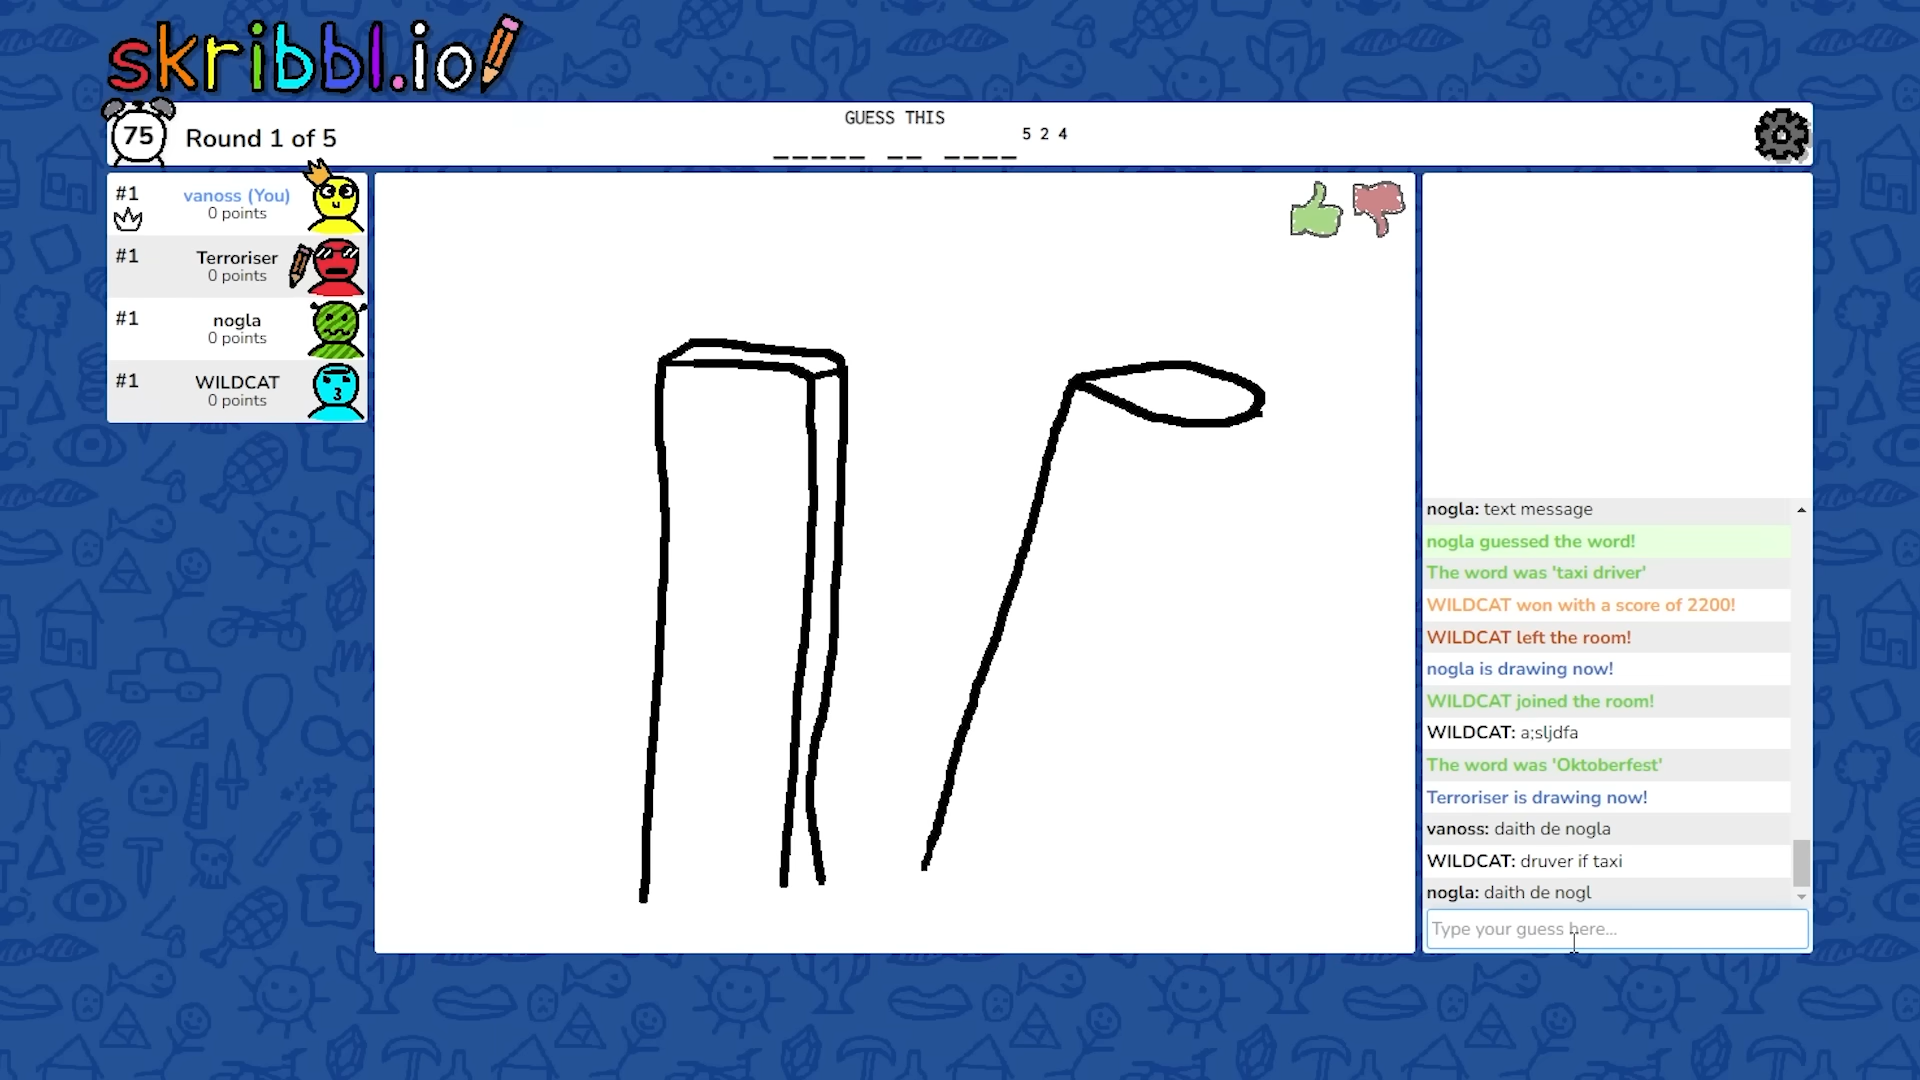 skribbl.io
75
Round 1 of 5
GUESS THIS
_____ __ ____ 5 2 4
#1 vanoss (You)
0 points
#1 Terroriser
0 points
#1 nogla
0 points
#1 WILDCAT
0 points
nogla: text message
nogla guessed the word!
The word was 'taxi driver'
WILDCAT won with a score of 2200!
WILDCAT left the room!
nogla is drawing now!
WILDCAT joined the room!
WILDCAT: a;sljdfa
The word was 'Oktoberfest'
Terroriser is drawing now!
vanoss: daith de nogla
WILDCAT: druver if taxi
nogla: daith de nogl
Type your guess here...